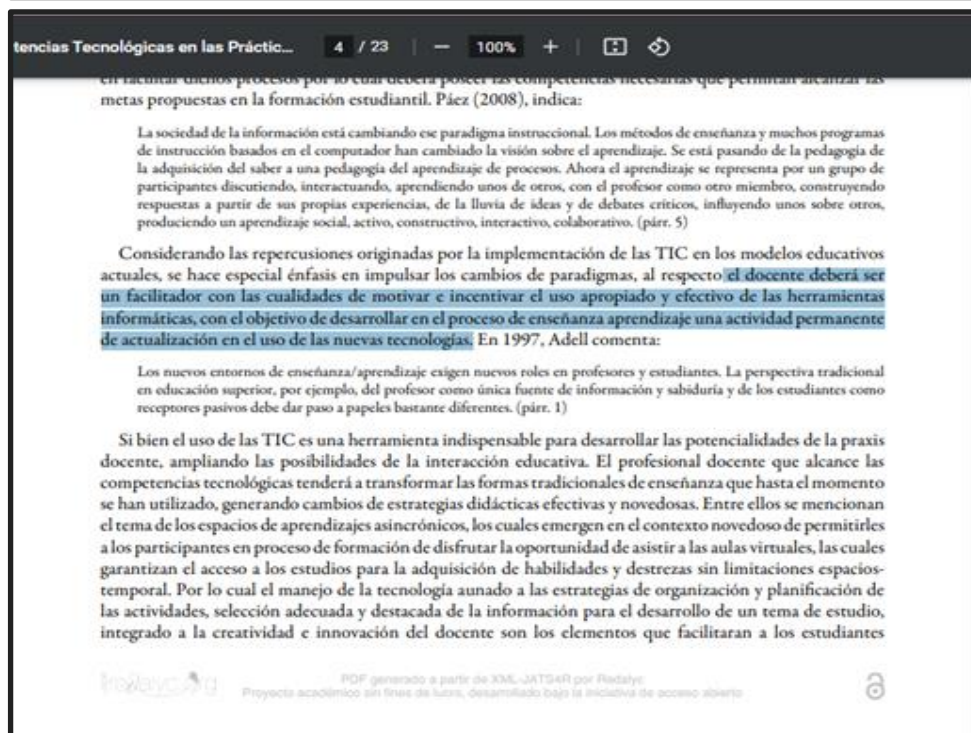 tencias Tecnológicas en las Práctic... 4 / 23 — 100% +
en facilitar dichos procesos por lo cual deberá poseer las competencias necesarias que permitan alcanzar las
metas propuestas en la formación estudiantil. Páez (2008), indica:
La sociedad de la información está cambiando ese paradigma instruccional. Los métodos de enseñanza y muchos programas
de instrucción basados en el computador han cambiado la visión sobre el aprendizaje. Se está pasando de la pedagogía de
la adquisición del saber a una pedagogía del aprendizaje de procesos. Ahora el aprendizaje se representa por un grupo de
participantes discutiendo, interactuando, aprendiendo unos de otros, con el profesor como otro miembro, construyendo
respuestas a partir de sus propias experiencias, de la lluvia de ideas y de debates críticos, influyendo unos sobre otros,
produciendo un aprendizaje social, activo, constructivo, interactivo, colaborativo. (párr. 5)
Considerando las repercusiones originadas por la implementación de las TIC en los modelos educativos
actuales, se hace especial énfasis en impulsar los cambios de paradigmas, al respecto el docente deberá ser
un facilitador con las cualidades de motivar e incentivar el uso apropiado y efectivo de las herramientas
informáticas, con el objetivo de desarrollar en el proceso de enseñanza aprendizaje una actividad permanente
de actualización en el uso de las nuevas tecnologías. En 1997, Adell comenta:
Los nuevos entornos de enseñanza/aprendizaje exigen nuevos roles en profesores y estudiantes. La perspectiva tradicional
en educación superior, por ejemplo, del profesor como única fuente de información y sabiduría y de los estudiantes como
receptores pasivos debe dar paso a papeles bastante diferentes. (párr. 1)
Si bien el uso de las TIC es una herramienta indispensable para desarrollar las potencialidades de la praxis
docente, ampliando las posibilidades de la interacción educativa. El profesional docente que alcance las
competencias tecnológicas tenderá a transformar las formas tradicionales de enseñanza que hasta el momento
se han utilizado, generando cambios de estrategias didácticas efectivas y novedosas. Entre ellos se mencionan
el tema de los espacios de aprendizajes asincrónicos, los cuales emergen en el contexto novedoso de permitirles
a los participantes en proceso de formación de disfrutar la oportunidad de asistir a las aulas virtuales, las cuales
garantizan el acceso a los estudios para la adquisición de habilidades y destrezas sin limitaciones espacios-
temporal. Por lo cual el manejo de la tecnología aunado a las estrategias de organización y planificación de
las actividades, selección adecuada y destacada de la información para el desarrollo de un tema de estudio,
integrado a la creatividad e innovación del docente son los elementos que facilitaran a los estudiantes
PDF generado a partir de XML-JATS4R por Redalyc
Proyecto académico sin fines de lucro, desarrollado bajo la iniciativa de acceso abierto